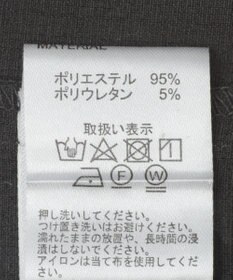 MATERIAL
ポリエステル 95%
ポリウレタン 5%
取扱い表示
F W
押し洗いしてください。
つけ置き洗いはお避けください。
濡れたままの放置や、長時間の浸
漬はしないでください。
アイロンは当て布を使用してくだ
さい。